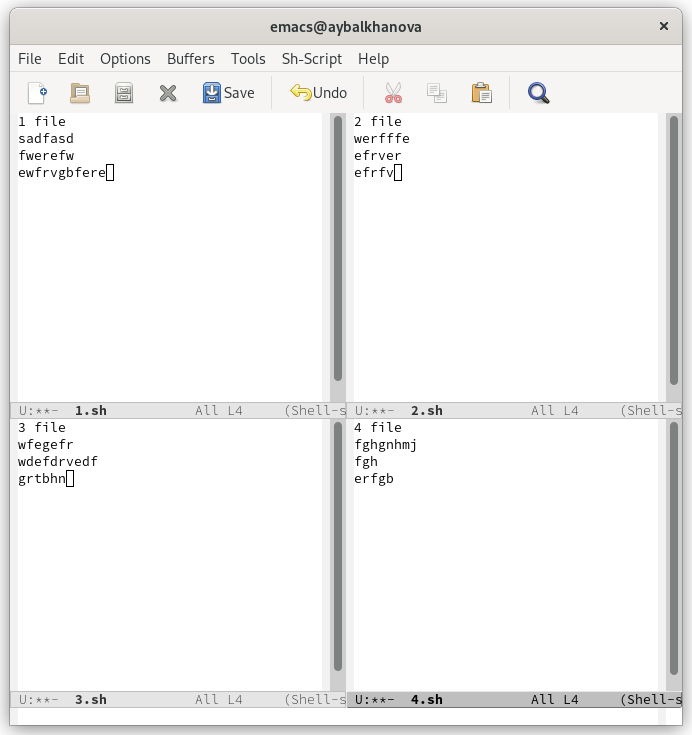 emacs@aybalkhanova
File Edit Options Buffers Tools Sh-Script Help
Save Undo
1 file
sadfasd
fwerefw
ewfrvgbfere
U:**- 1.sh All L4 (Shell-s
2 file
werfffe
efrver
efrfv
U:**- 2.sh All L4 (Shell-s
3 file
wfegefr
wdefdrvedf
grtbhn
U:**- 3.sh All L4 (Shell-s
4 file
fghgnhmj
fgh
erfgb
U:**- 4.sh All L4 (Shell-s